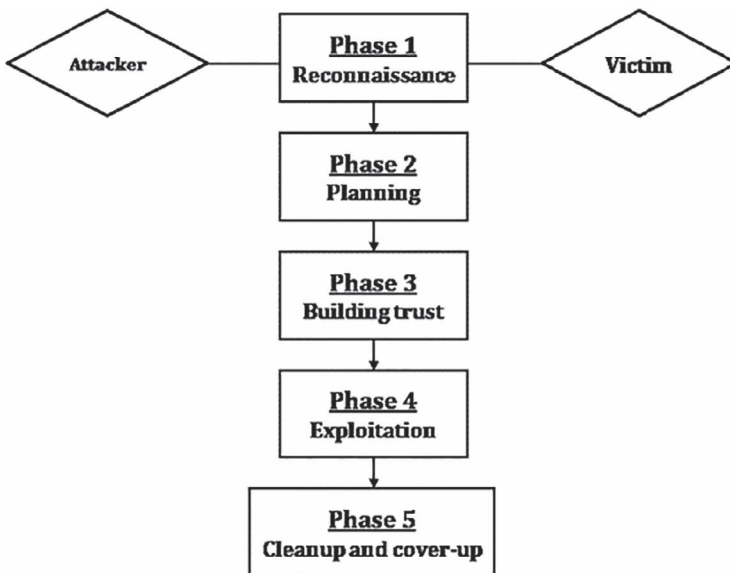 Attacker
Phase 1
Reconnaissance
Victim
Phase 2
Planning
Phase 3
Building trust
Phase 4
Exploitation
Phase 5
Cleanup and cover-up